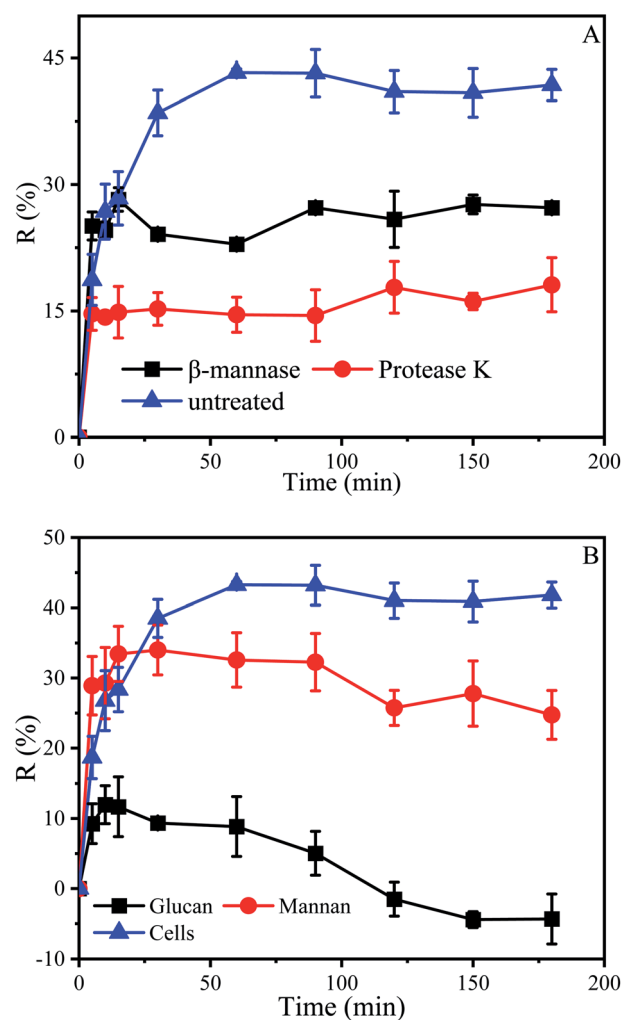 A
45
30
15
0
R (%)
β-mannase Protease K
untreated
0 50 100 150 200
Time (min)
B
50
40
30
20
10
0
-10
R (%)
Glucan Mannan
Cells
0 50 100 150 200
Time (min)